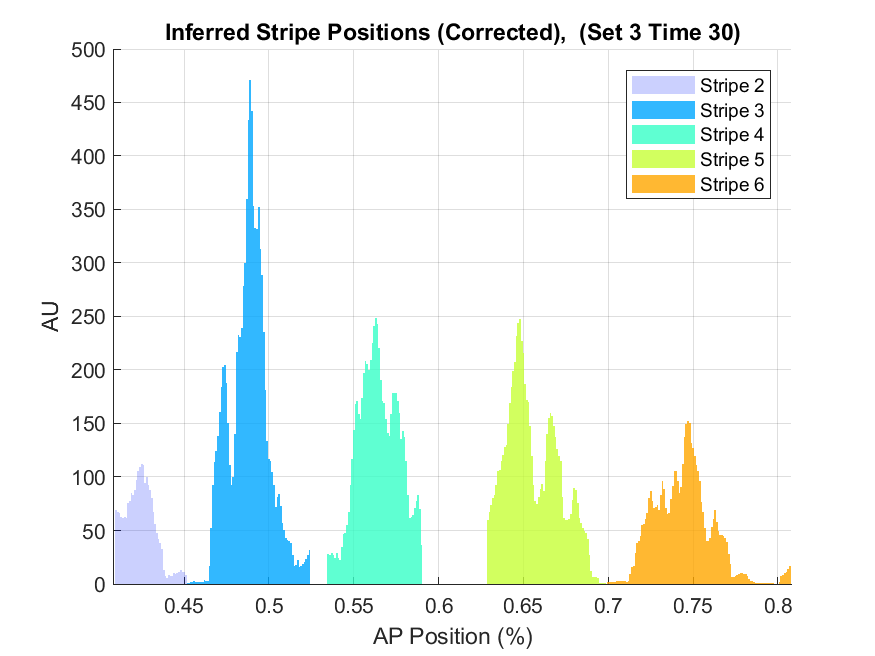 Inferred Stripe Positions (Corrected),  (Set 3 Time 30)
500
450
400
350
300
250
200
150
100
50
0
AU
Stripe 2
Stripe 3
Stripe 4
Stripe 5
Stripe 6
0.45 0.5 0.55 0.6 0.65 0.7 0.75 0.8
AP Position (%)